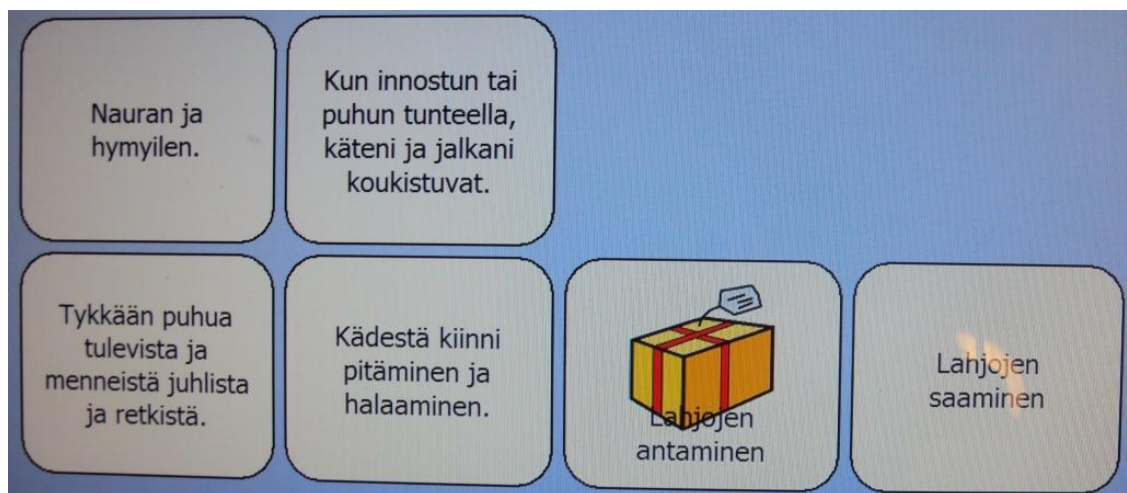 Nauran ja
hymyilen.
Kun innostun tai
puhun tunteella,
käteni ja jalkani
koukistuvat.
Tykkään puhua
tulevista ja
menneistä juhlista
ja retkistä.
Kädestä kiinni
pitäminen ja
halaaminen.
Lahjojen
antaminen
Lahjojen
saaminen